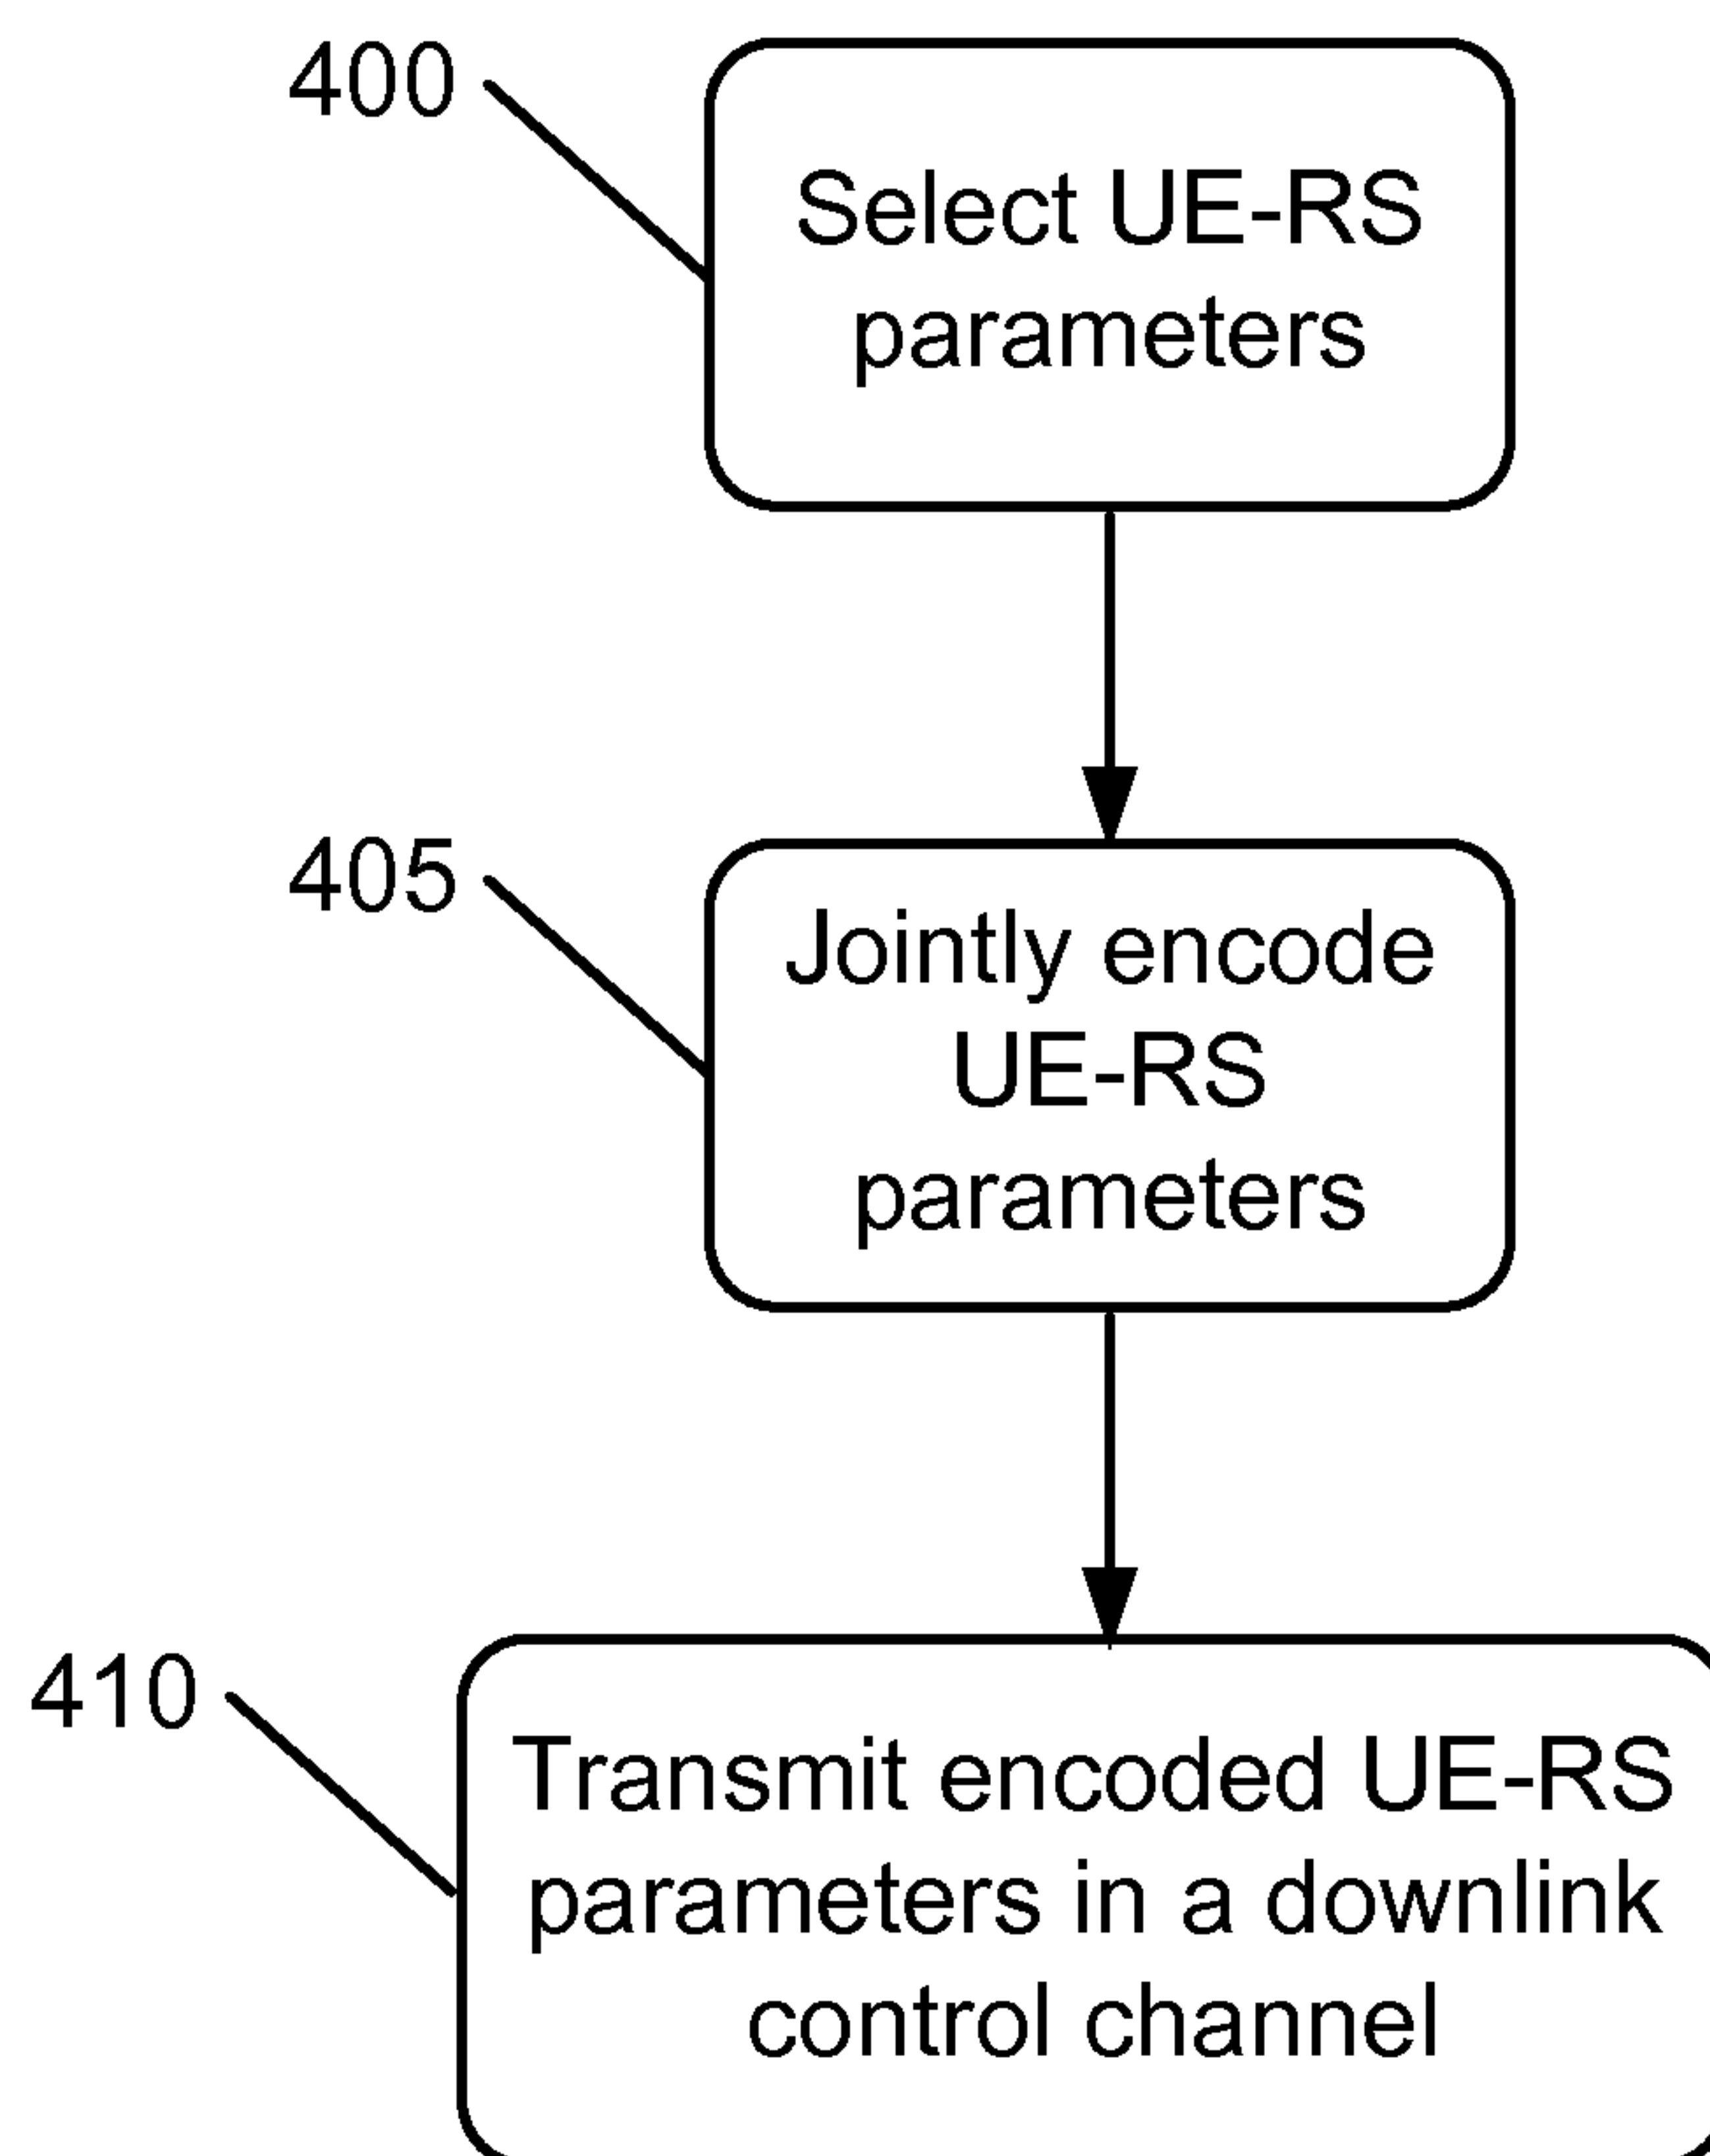 400
Select UE-RS
parameters
405
Jointly encode
UE-RS
parameters
410
Transmit encoded UE-RS
parameters in a downlink
control channel